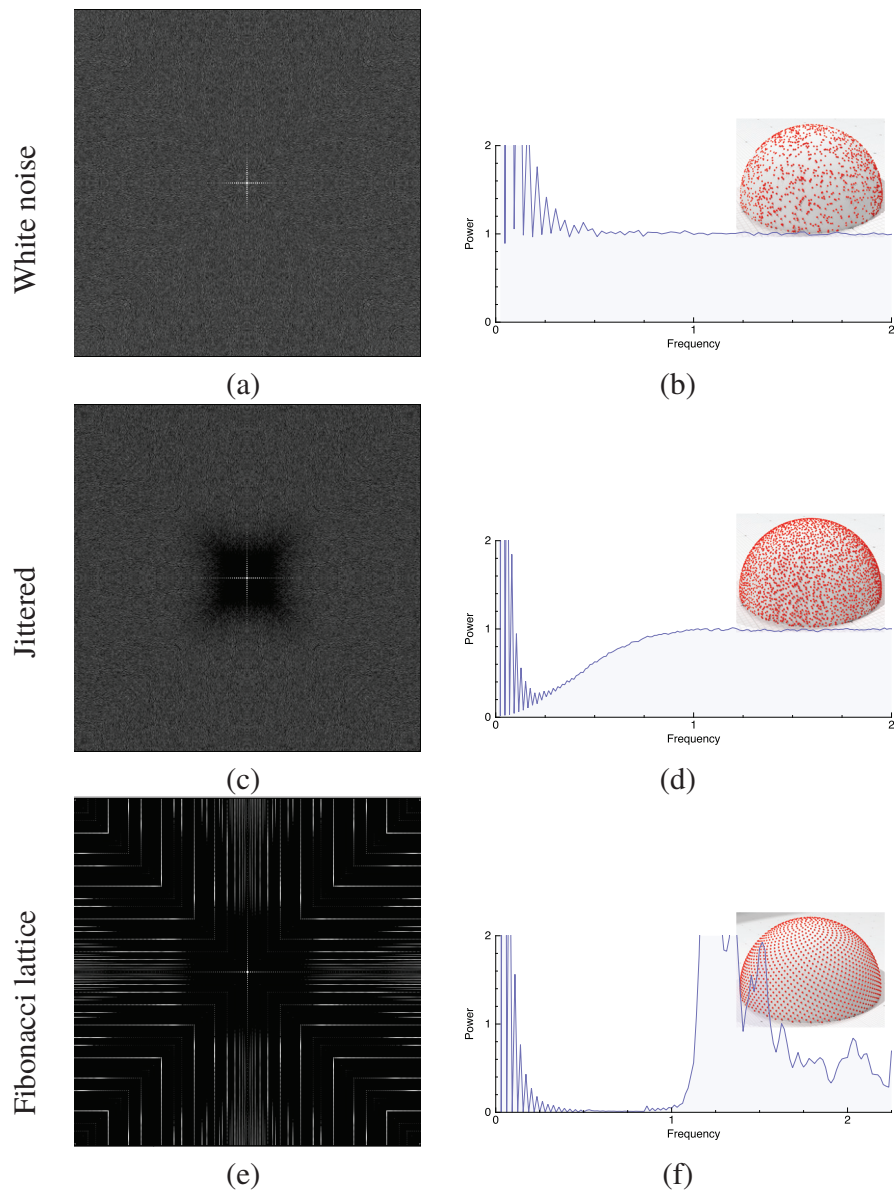 White noise
(a)
Power
2
1
0
0
1
2
Frequency
(b)
Jittered
(c)
Power
2
1
0
0
1
2
Frequency
(d)
Fibonacci lattice
(e)
Power
2
1
0
0
1
2
Frequency
(f)